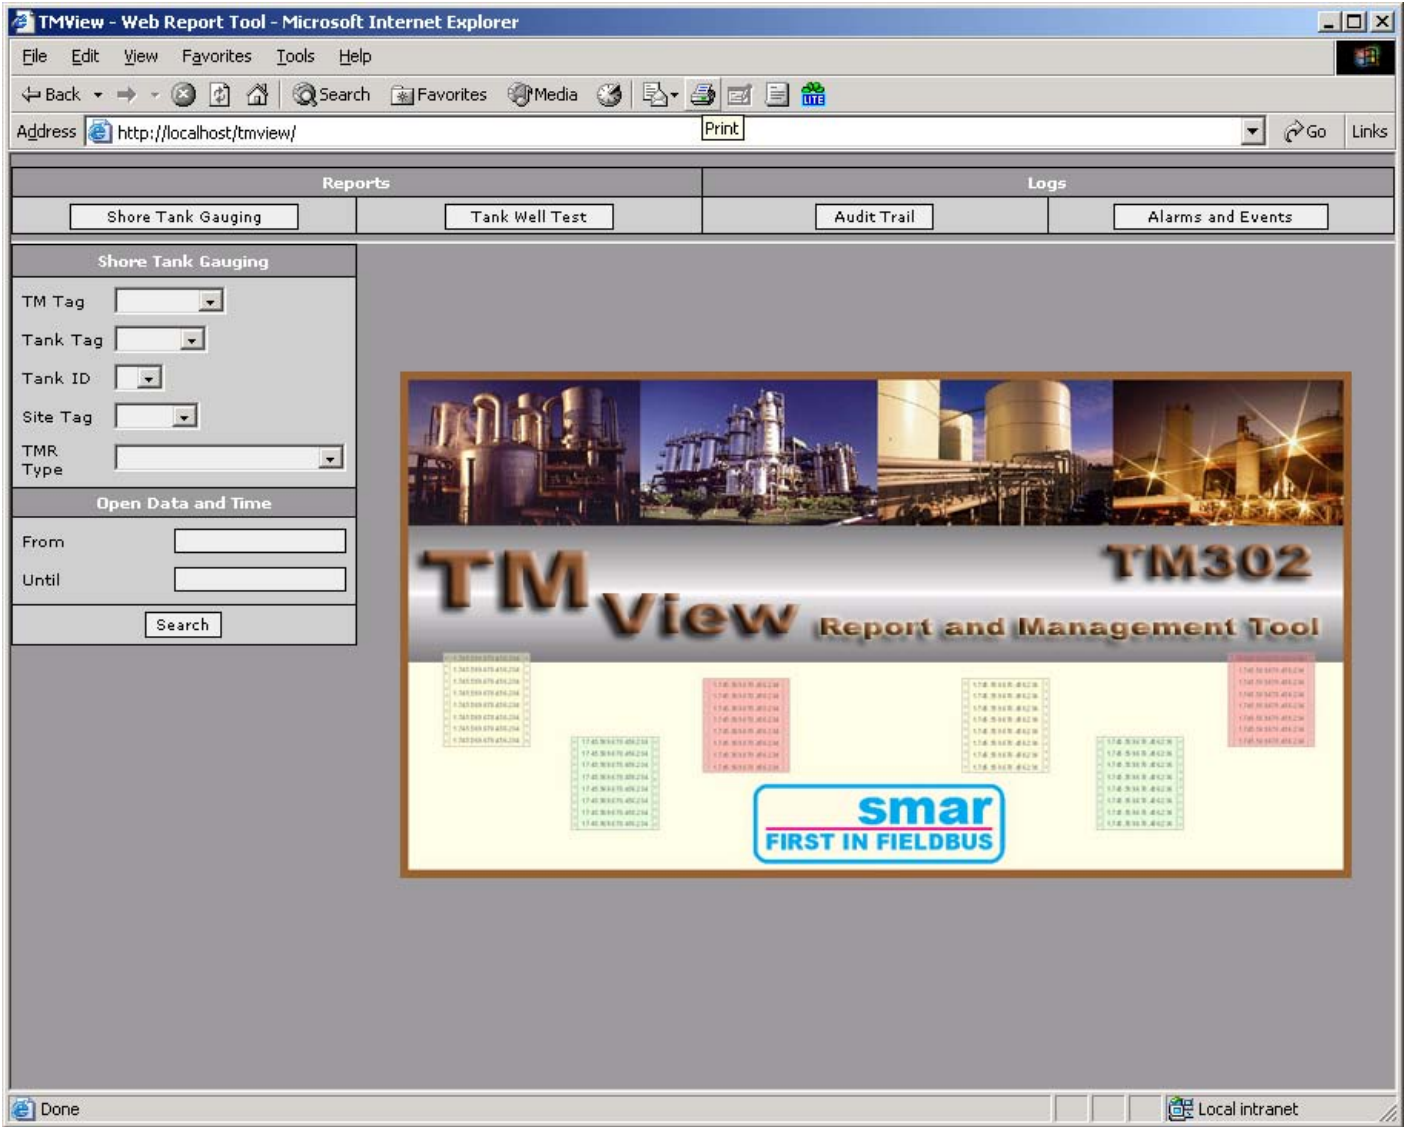 TMView - Web Report Tool - Microsoft Internet Explorer
File Edit View Favorites Tools Help
Back Search Favorites Media LITE
Address http://localhost/tmview/ Print Go Links
Reports Logs
Shore Tank Gauging Tank Well Test Audit Trail Alarms and Events
Shore Tank Gauging
TM Tag
Tank Tag
Tank ID
Site Tag
TMR
Type
Open Data and Time
From
Until
Search
TM View
TM302
Report and Management Tool
smar
FIRST IN FIELDBUS
Done Local intranet